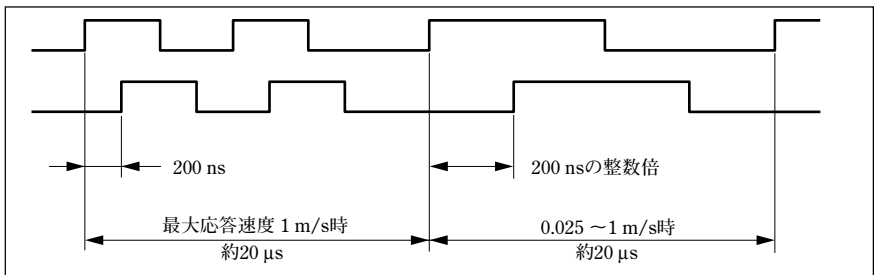 200 ns
200 nsの整数倍
最大応答速度 1 m/s時
約20 μs
0.025 ～1 m/s時
約20 μs